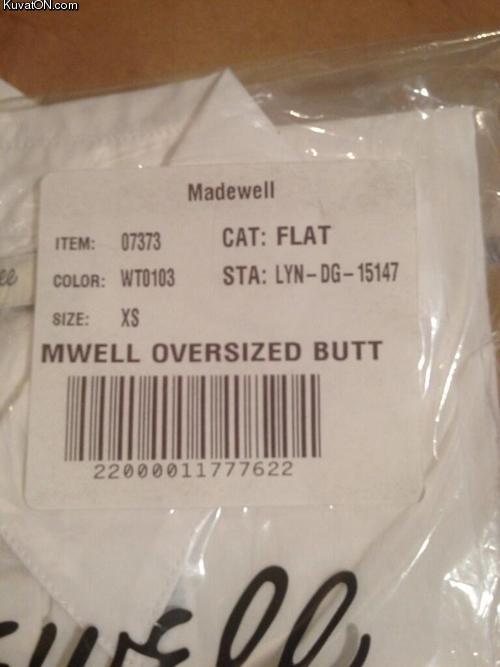 KuvatON.com
Madewell
ITEM: 07373 CAT: FLAT
COLOR: WT0103 STA: LYN-DG-15147
SIZE: XS
MWELL OVERSIZED BUTT
22000011777622